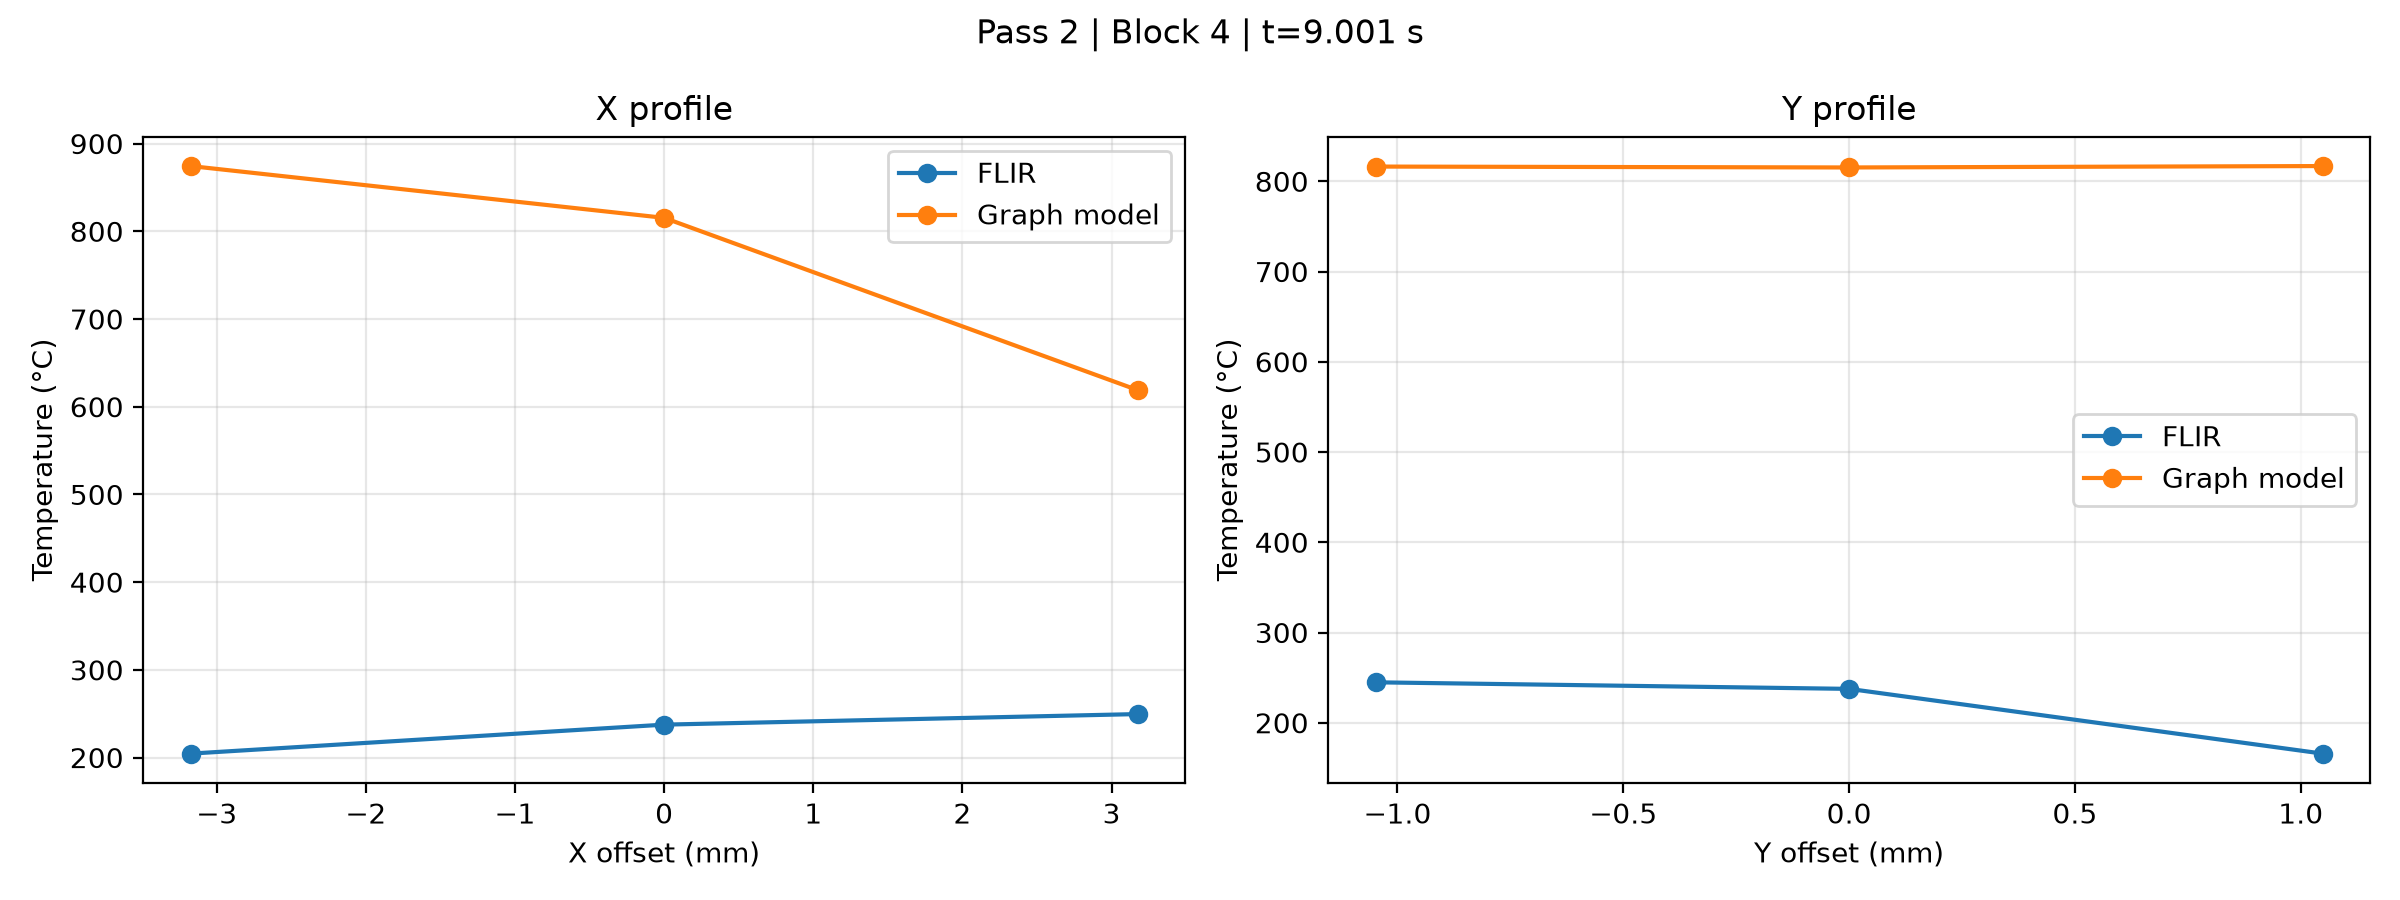 Pass 2 | Block 4 | t=9.001 s
X profile
900
800
700
600
500
400
300
200
Temperature (°C)
−3
−2
−1
0
1
2
3
X offset (mm)
FLIR
Graph model
Y profile
800
700
600
500
400
300
200
Temperature (°C)
−1.0
−0.5
0.0
0.5
1.0
Y offset (mm)
FLIR
Graph model